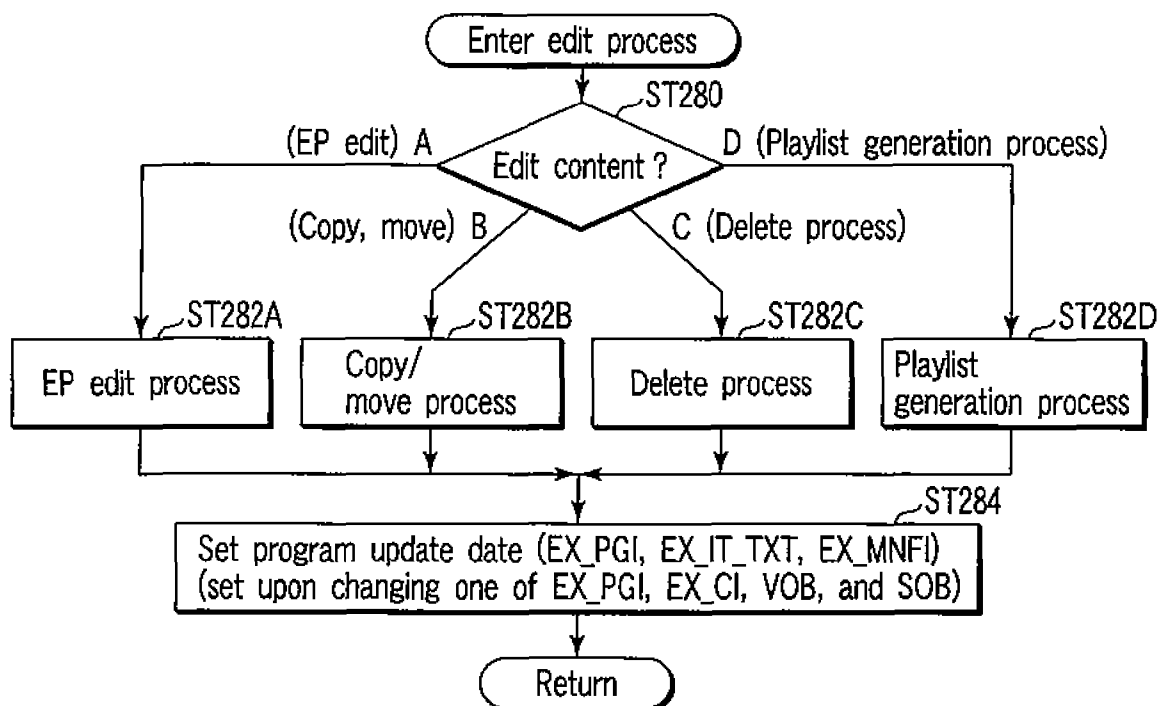 Enter edit process
ST280
(EP edit) A
D (Playlist generation process)
Edit content ?
(Copy, move) B
C (Delete process)
ST282A
ST282B
ST282C
ST282D
EP edit process
Copy/
move process
Delete process
Playlist
generation process
ST284
Set program update date (EX_PGI, EX_IT_TXT, EX_MNFI)
(set upon changing one of EX_PGI, EX_CI, VOB, and SOB)
Return